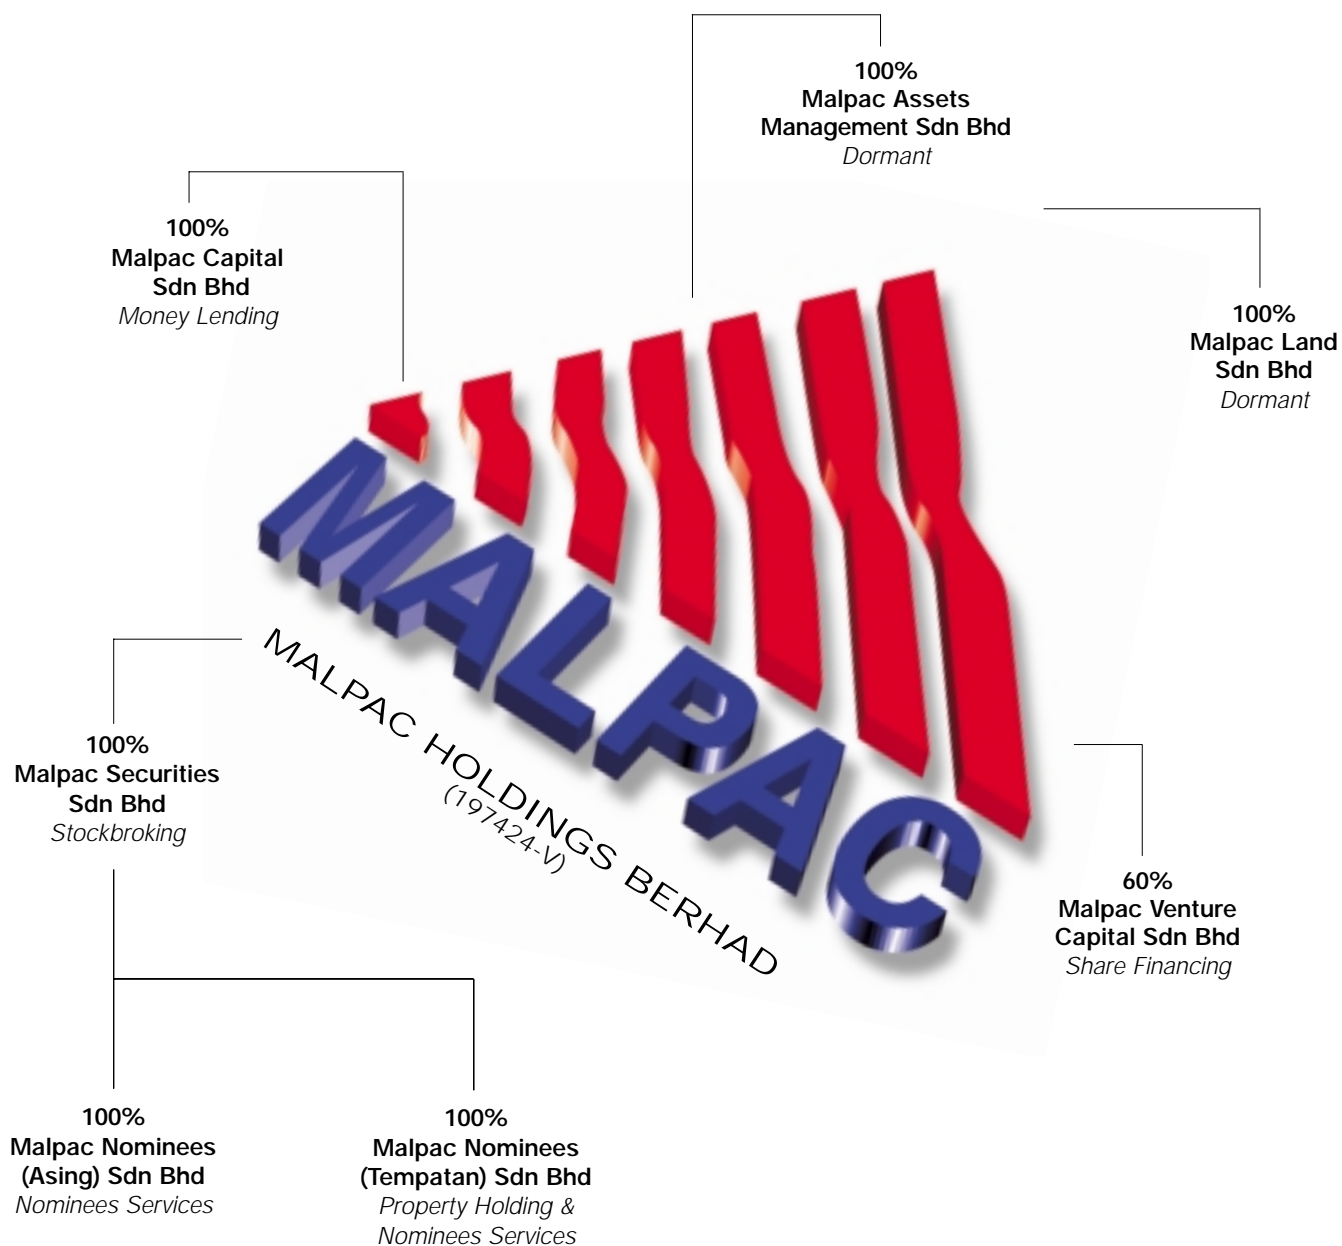 100%
Malpac Assets
Management Sdn Bhd
Dormant
100%
Malpac Capital
Sdn Bhd
Money Lending
100%
Malpac Land
Sdn Bhd
Dormant
MALPAC
MALPAC HOLDINGS BERHAD
(197424-V)
100%
Malpac Securities
Sdn Bhd
Stockbroking
60%
Malpac Venture
Capital Sdn Bhd
Share Financing
100%
Malpac Nominees
(Asing) Sdn Bhd
Nominees Services
100%
Malpac Nominees
(Tempatan) Sdn Bhd
Property Holding &
Nominees Services